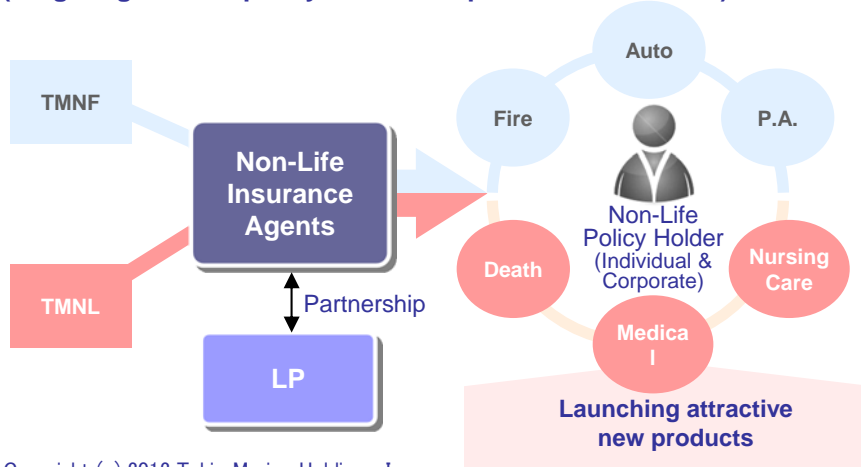 TMNF
Non-Life
Insurance
Agents
TMNL
Partnership
LP
Auto
Fire
P.A.
Non-Life
Policy Holder
(Individual &
Corporate)
Death
Nursing
Care
Medica
l
Launching attractive
new products